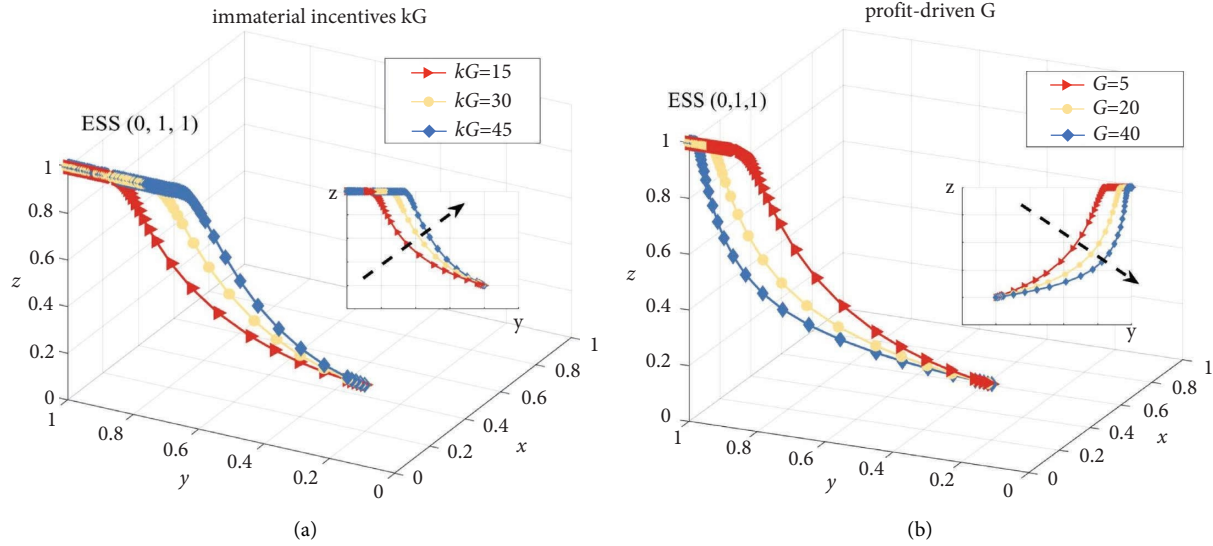 immaterial incentives kG
ESS (0, 1, 1)
kG=15
kG=30
kG=45
z
y
1
0.8
0.6
0.4
0.2
0
z
1
0.8
0.6
0.4
0.2
0
y
0
0.2
0.4
0.6
0.8
1
x
(a)
profit-driven G
ESS (0,1,1)
G=5
G=20
G=40
z
y
1
0.8
0.6
0.4
0.2
0
z
1
0.8
0.6
0.4
0.2
0
y
0
0.2
0.4
0.6
0.8
1
x
(b)